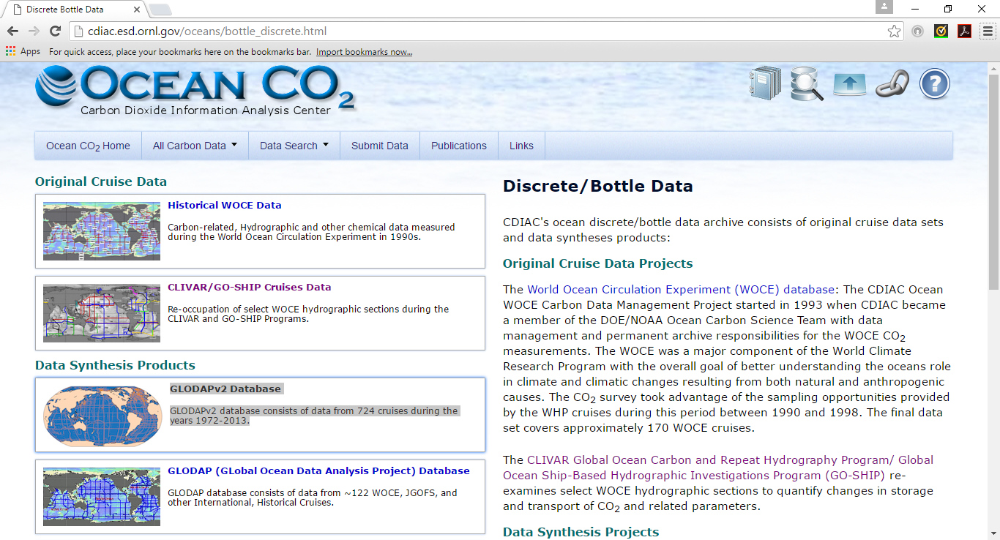 Discrete Bottle Data
cdiac.esd.ornl.gov/oceans/bottle_discrete.html
Apps For quick access, place your bookmarks here on the bookmarks bar. Import bookmarks now...
OCEAN CO2
Carbon Dioxide Information Analysis Center
Ocean CO2 Home All Carbon Data Data Search Submit Data Publications Links
Original Cruise Data
Historical WOCE Data
Carbon-related, Hydrographic and other chemical data measured
during the World Ocean Circulation Experiment in 1990s.
CLIVAR/GO-SHIP Cruises Data
Re-occupation of select WOCE hydrographic sections during the
CLIVAR and GO-SHIP Programs.
Data Synthesis Products
GLODAPv2 Database
GLODAPv2 database consists of data from 724 cruises during the
years 1972-2013.
GLODAP (GLobal Ocean Data Analysis Project) Database
GLODAP database consists of data from ~122 WOCE, JGOFS, and
other International, Historical Cruises.
Discrete/Bottle Data
CDIAC's ocean discrete/bottle data archive consists of original cruise data sets
and data syntheses products:
Original Cruise Data Projects
The World Ocean Circulation Experiment (WOCE) database: The CDIAC Ocean
WOCE Carbon Data Management Project started in 1993 when CDIAC became
a member of the DOE/NOAA Ocean Carbon Science Team with data
management and permanent archive responsibilities for the WOCE CO2
measurements. The WOCE was a major component of the World Climate
Research Program with the overall goal of better understanding the oceans role
in climate and climatic changes resulting from both natural and anthropogenic
causes. The CO2 survey took advantage of the sampling opportunities provided
by the WHP cruises during this period between 1990 and 1998. The final data
set covers approximately 170 WOCE cruises.
The CLIVAR Global Ocean Carbon and Repeat Hydrography Program/ Global
Ocean Ship-Based Hydrographic Investigations Program (GO-SHIP) re-
examines select WOCE hydrographic sections to quantify changes in storage
and transport of CO2 and related parameters.
Data Synthesis Projects